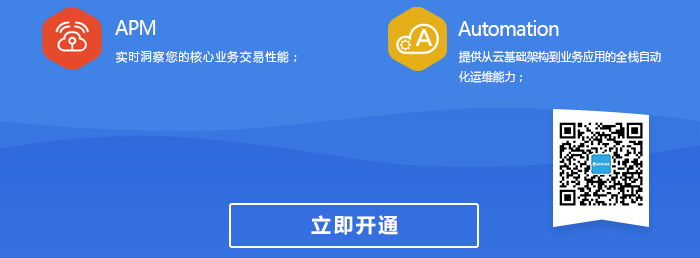 APM
实时洞察您的核心业务交易性能；
Automation
提供从云基础架构到业务应用的全栈自动
化运维能力；
A
立即开通